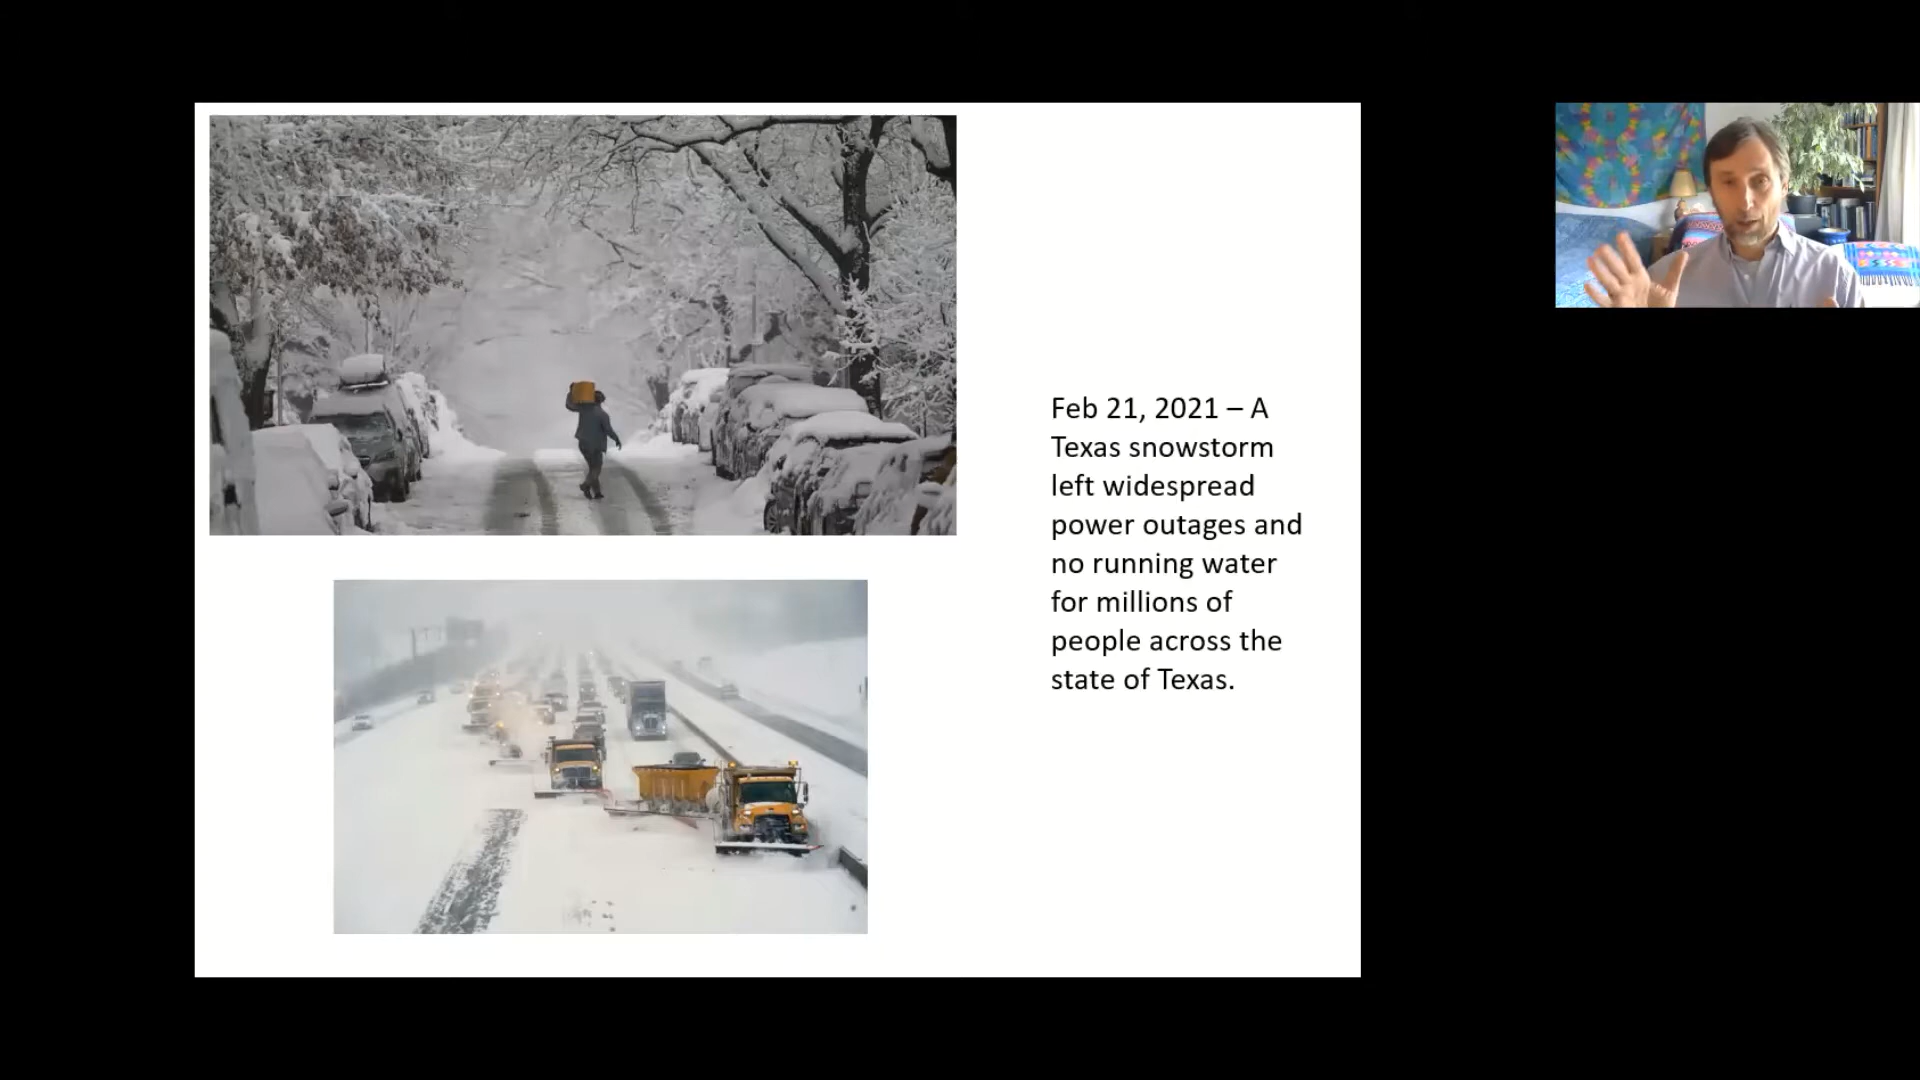 Feb 21, 2021 – A
Texas snowstorm
left widespread
power outages and
no running water
for millions of
people across the
state of Texas.